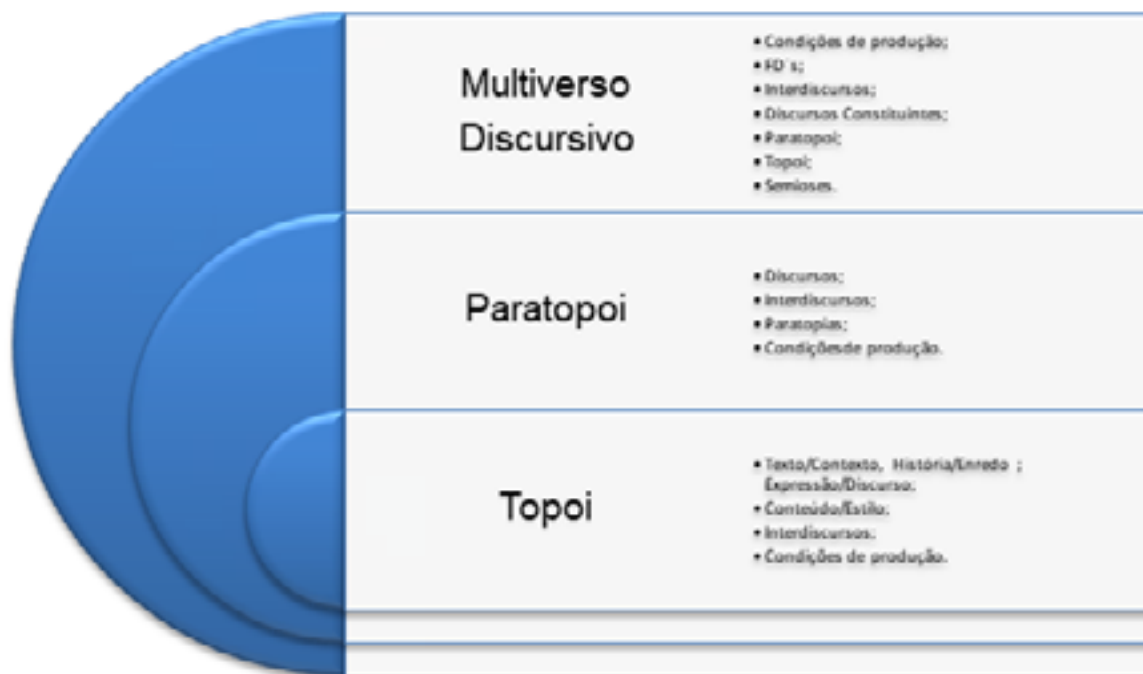 Multiverso
Discursivo
• Condições de produção;
• FD´s;
• Interdiscursos;
• Discursos Constituintes;
• Paratopoi;
• Topoi;
• Semioses.
Paratopoi
• Discursos;
• Interdiscursos;
• Paratopias;
• Condiçõesde produção.
Topoi
• Texto/Contexto, História/Enredo ;
Expressão/Discurso;
• Conteúdo/Estilo;
• Interdiscursos;
• Condições de produção.